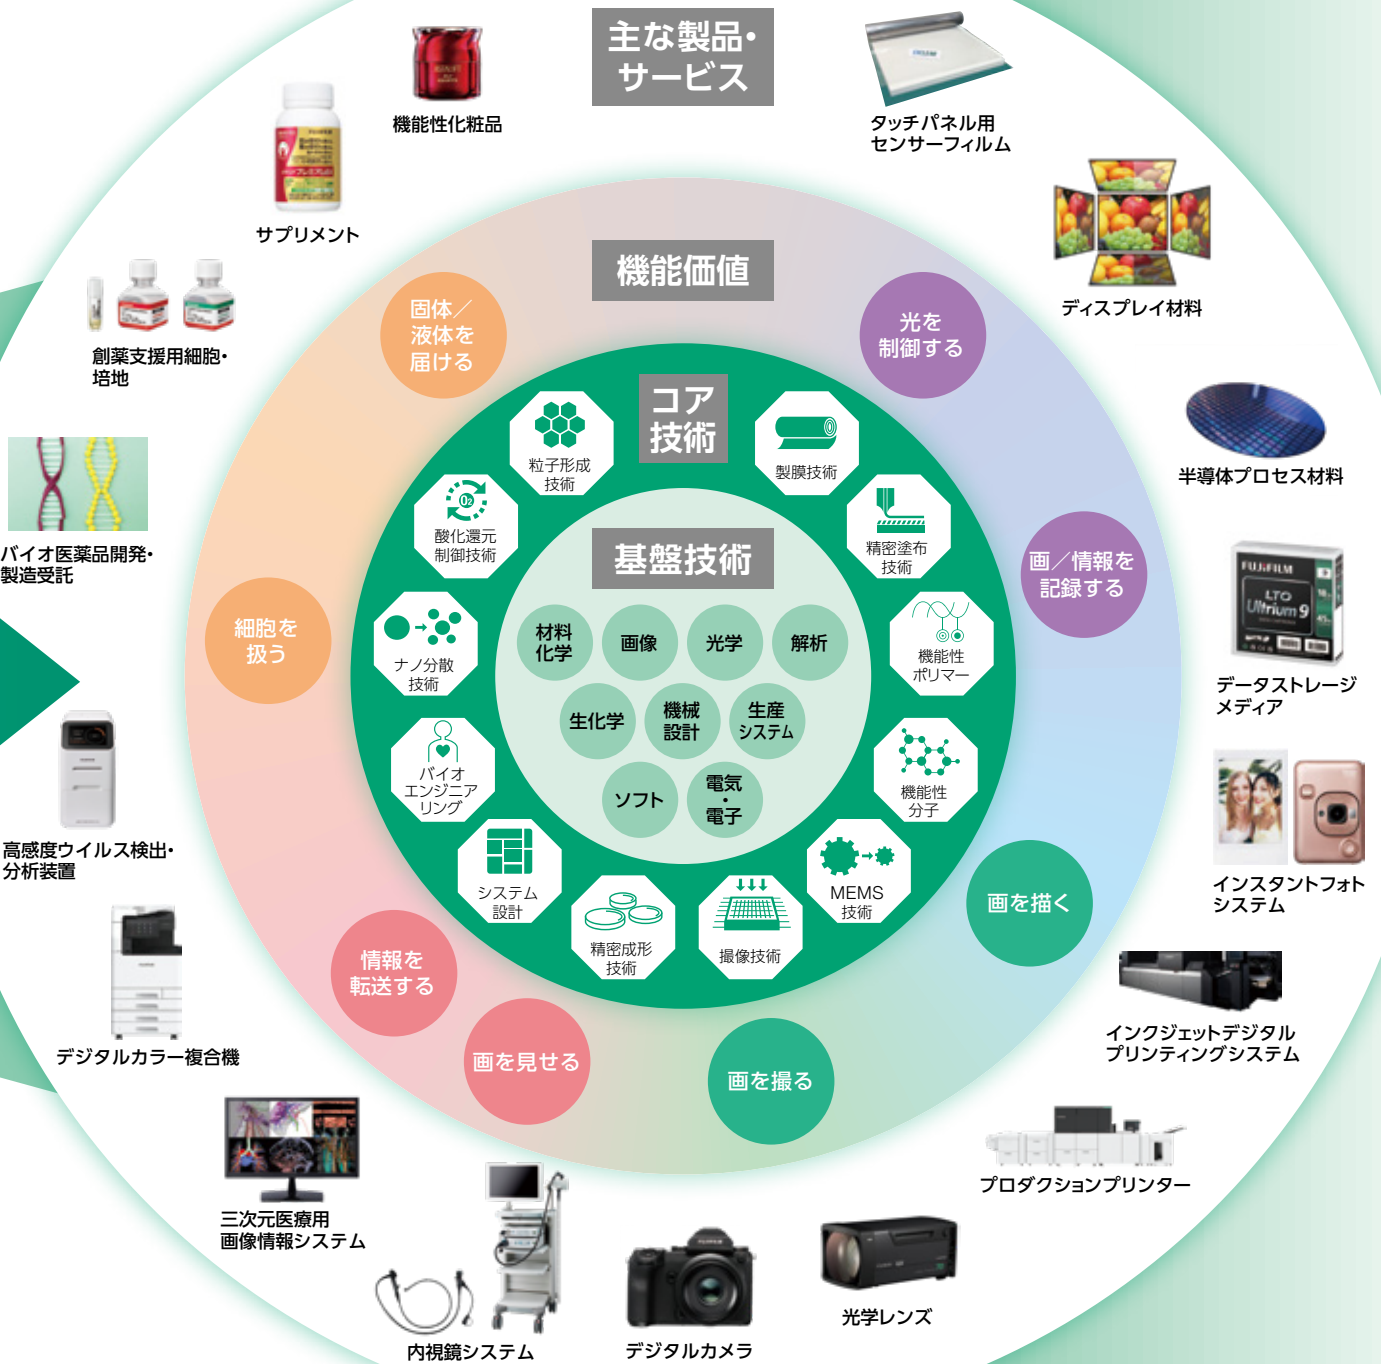 主な製品・
サービス
機能性化粧品
タッチパネル用
センサーフィルム
サプリメント
ディスプレイ材料
創薬支援用細胞・
培地
半導体プロセス材料
バイオ医薬品開発・
製造受託
FUJIFILM
LTO
Ultrium 9
データストレージ
メディア
高感度ウイルス検出・
分析装置
インスタントフォト
システム
デジタルカラー複合機
インクジェットデジタル
プリンティングシステム
三次元医療用
画像情報システム
プロダクションプリンター
内視鏡システム
デジタルカメラ
光学レンズ
機能価値
固体／
液体を
届ける
光を
制御する
細胞を
扱う
画／情報を
記録する
情報を
転送する
画を描く
画を見せる
画を撮る
コア
技術
粒子形成
技術
製膜技術
酸化還元
制御技術
O₂
精密塗布
技術
ナノ分散
技術
機能性
ポリマー
バイオ
エンジニア
リング
機能性
分子
システム
設計
MEMS
技術
精密成形
技術
撮像技術
基盤技術
材料
化学
画像
光学
解析
生化学
機械
設計
生産
システム
ソフト
電気
・
電子